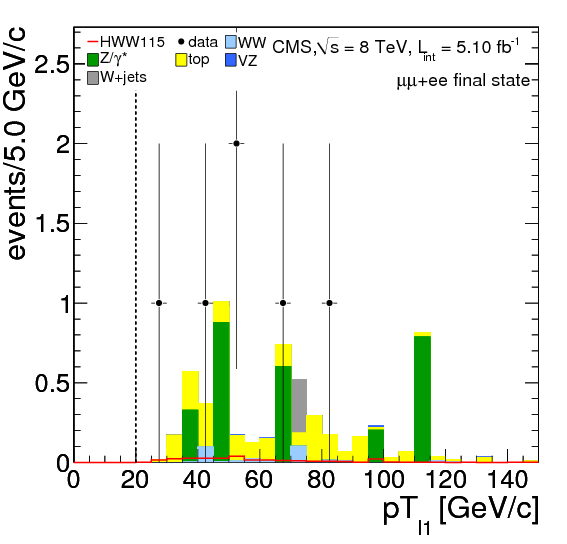 HWW115
data
WW
Z/γ*
top
VZ
W+jets
CMS,√s = 8 TeV, L_int = 5.10 fb⁻¹
μμ+ee final state
events/5.0 GeV/c
2.5
2
1.5
1
0.5
0
0 20 40 60 80 100 120 140
pT_l1 [GeV/c]